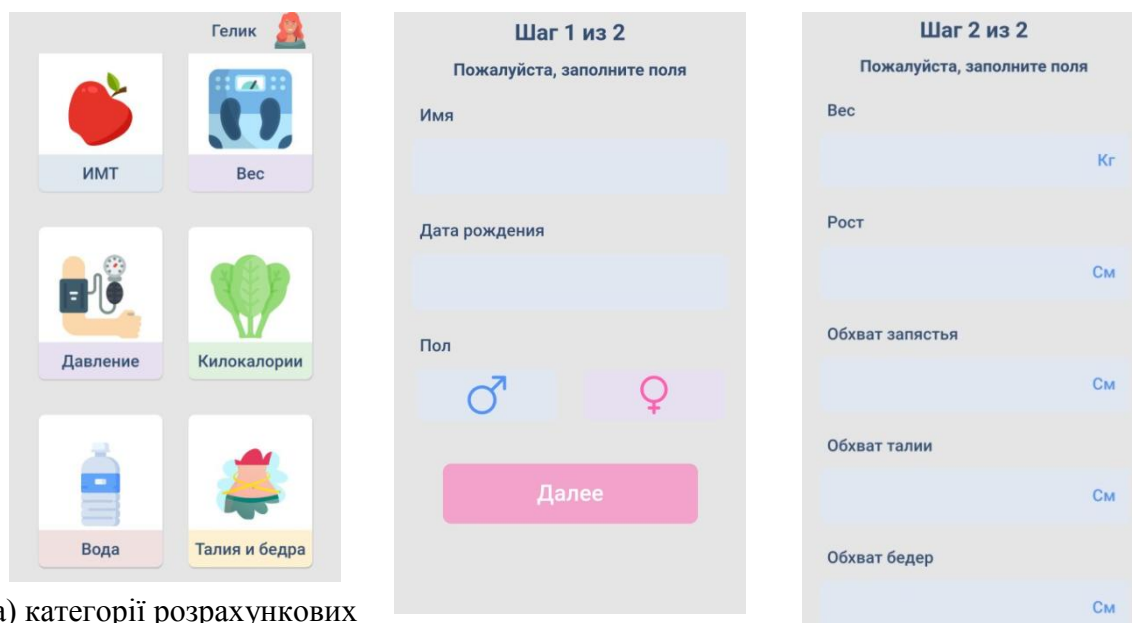 Гелик
ИМТ
Вес
Давление
Килокалории
Вода
Талия и бедра
а) категорії розрахункових
Шаг 1 из 2
Пожалуйста, заполните поля
Имя
Дата рождения
Пол
Далее
Шаг 2 из 2
Пожалуйста, заполните поля
Вес
Кг
Рост
См
Обхват запястья
См
Обхват талии
См
Обхват бедер
См